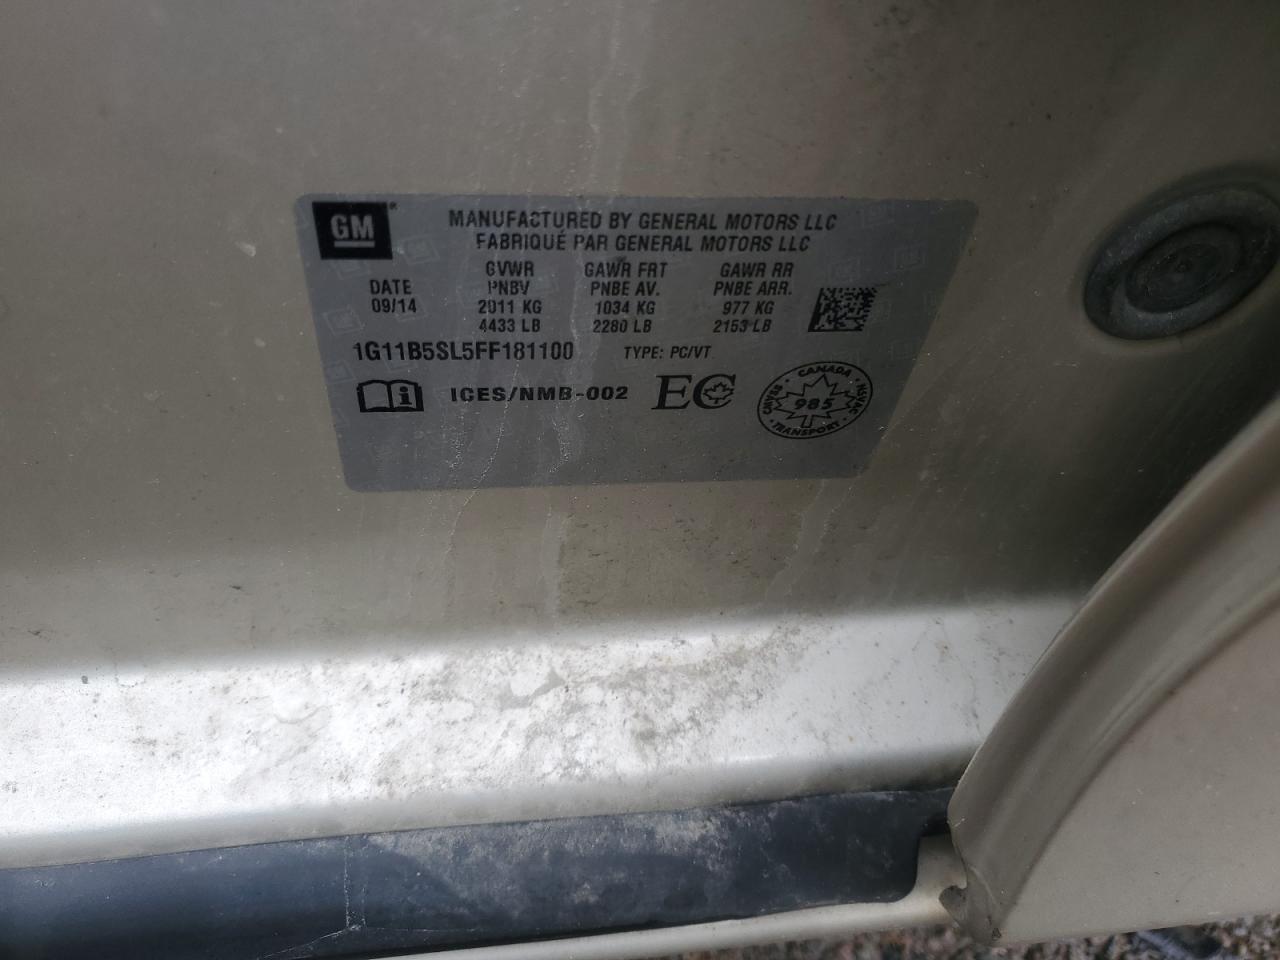 GM®
MANUFACTURED BY GENERAL MOTORS LLC
FABRIQUÉ PAR GENERAL MOTORS LLC
GVWR GAWR FRT GAWR RR
DATE PNBV PNBE AV. PNBE ARR.
09/14 2011 KG 1034 KG 977 KG
4433 LB 2280 LB 2153 LB
1G11B5SL5FF181100 TYPE: PC/VT
i ICES/NMB-002 EC
CANADA
CMVSS 985 NSVAC
TRANSPORT